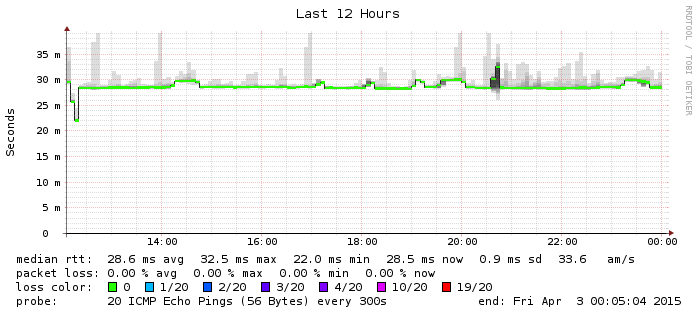 Last 12 Hours
RRDTOOL / TOBI OETIKER
Seconds
35 m
30 m
25 m
20 m
15 m
10 m
5 m
0
14:00 16:00 18:00 20:00 22:00 00:00
median rtt: 28.6 ms avg 32.5 ms max 22.0 ms min 28.5 ms now 0.9 ms sd 33.6 am/s
packet loss: 0.00 % avg 0.00 % max 0.00 % min 0.00 % now
loss color: 0 1/20 2/20 3/20 4/20 10/20 19/20
probe: 20 ICMP Echo Pings (56 Bytes) every 300s end: Fri Apr 3 00:05:04 2015